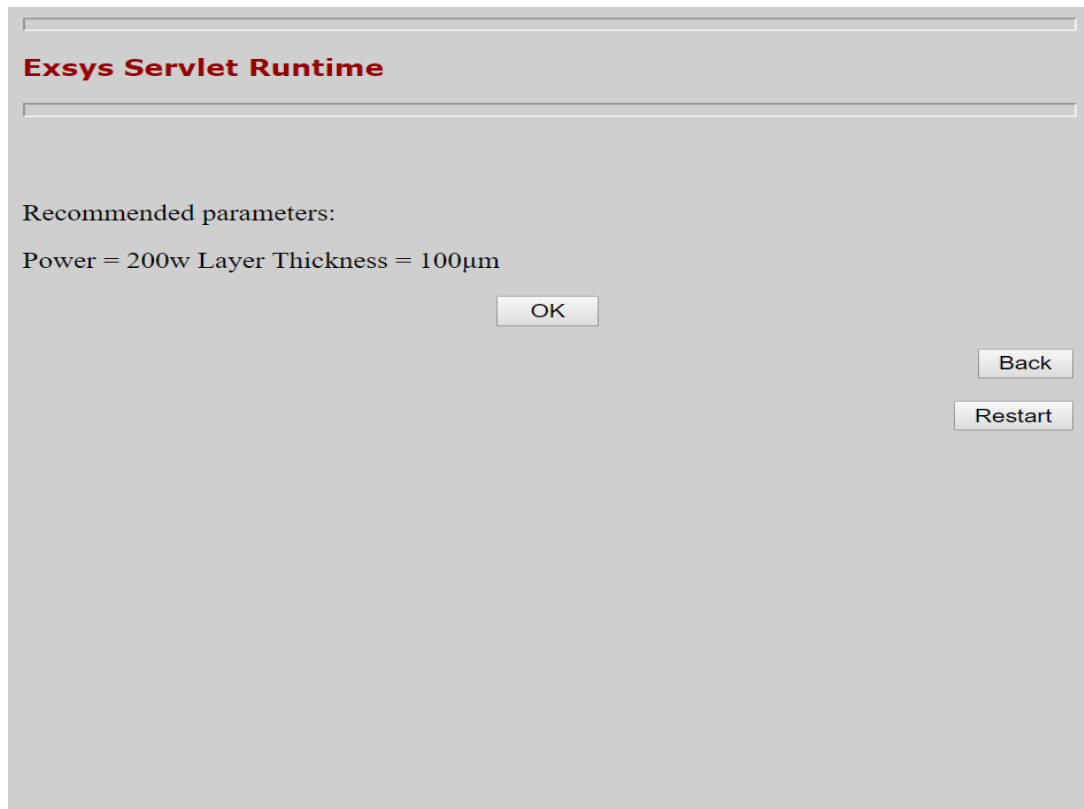 Exsys Servlet Runtime
Recommended parameters:
Power = 200w Layer Thickness = 100μm
OK
Back
Restart